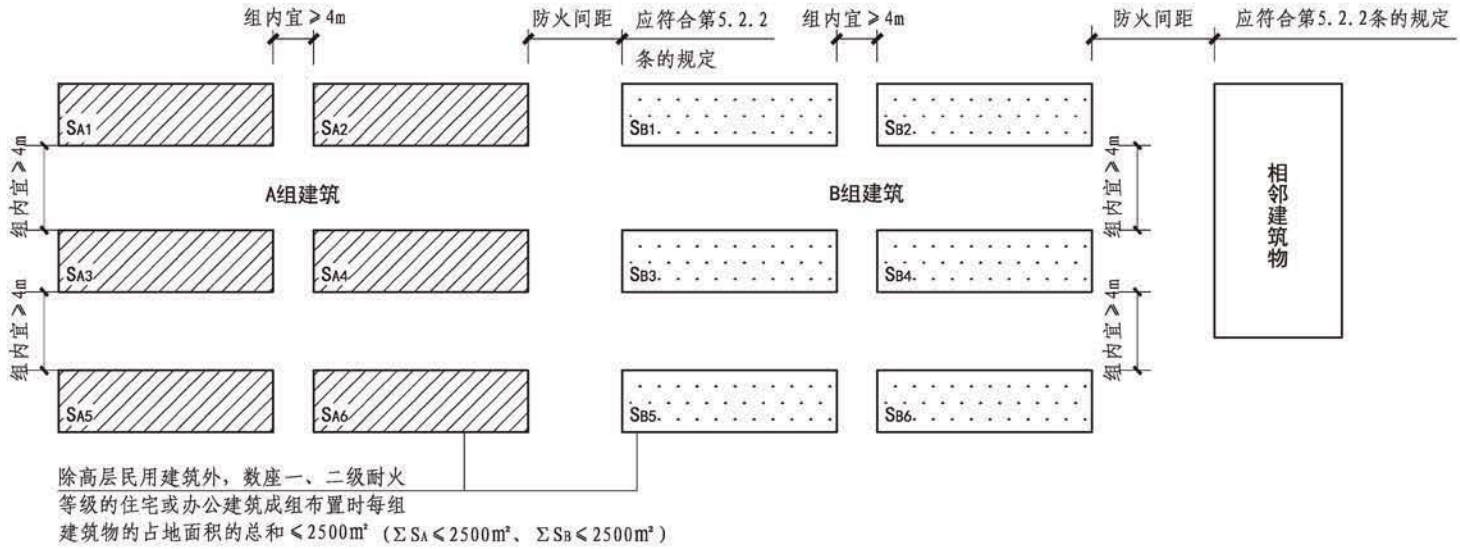 组内宜≥4m
防火间距
应符合第5.2.2
条的规定
组内宜≥4m
防火间距
应符合第5.2.2条的规定
SA1
SA2
SB1
SB2
组内宜≥4m
A组建筑
B组建筑
组内宜≥4m
相邻建筑物
SA3
SA4
SB3
SB4
组内宜≥4m
组内宜≥4m
SA5
SA6
SB5
SB6
除高层民用建筑外，数座一、二级耐火
等级的住宅或办公建筑成组布置时每组
建筑物的占地面积的总和≤2500m² (ΣSA≤2500m²、ΣSB≤2500m²)